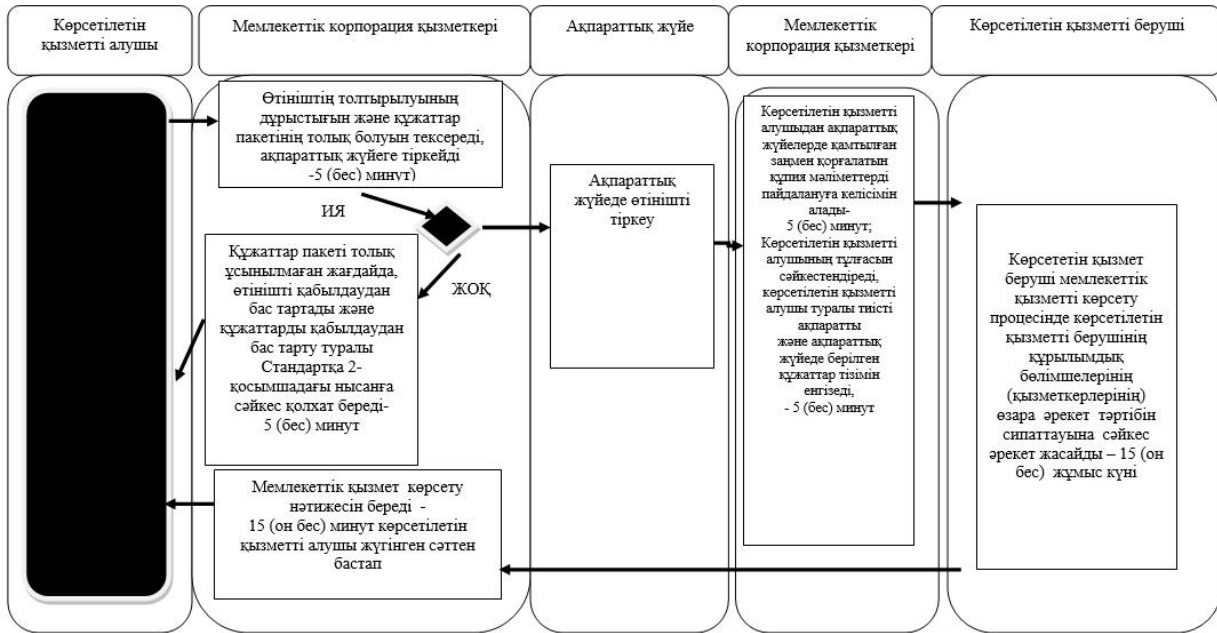 Көрсетілетін
қызметті алушы
Мемлекеттік корпорация қызметкері
Ақпараттық жүйе
Мемлекеттік
корпорация қызметкері
Көрсетілетін қызметті беруші
Өтініштің толтырылуының
дұрыстығын және құжаттар
пакетінің толық болуын тексереді,
ақпараттық жүйеге тіркейді
-5 (бес) минут)
ИЯ
ЖОҚ
Құжаттар пакеті толық
ұсынылмаған жағдайда,
өтінішті қабылдаудан
бас тартады және
құжаттарды қабылдаудан
бас тарту туралы
Стандартқа 2-
қосымшадағы нысанға
сәйкес қолхат береді-
5 (бес) минут
Мемлекеттік қызмет көрсету
нәтижесін береді -
15 (он бес) минут көрсетілетін
қызметті алушы жүгінген сәттен
бастап
Ақпараттық
жүйеде өтінішті
тіркеу
Көрсетілетін қызметті
алушыдан ақпараттық
жүйелерде қамтылған
заңмен қорғалатын
құпия мәліметтерді
пайдалануға келісімін
алады-
5 (бес) минут;
Көрсетілетін қызметті
алушының тұлғасын
сәйкестендіреді,
көрсетілетін қызметті
алушы туралы тиісті
ақпаратты
және ақпараттық
жүйеде берілген
құжаттар тізімін
енгізеді,
- 5 (бес) минут
Көрсететін қызмет
беруші мемлекеттік
қызметті көрсету
процесінде көрсетілетін
қызметті берушінің
құрылымдық
бөлімшелерінің
(қызметкерлерінің)
өзара әрекет тәртібін
сипаттауына сәйкес
әрекет жасайды – 15 (он
бес) жұмыс күні